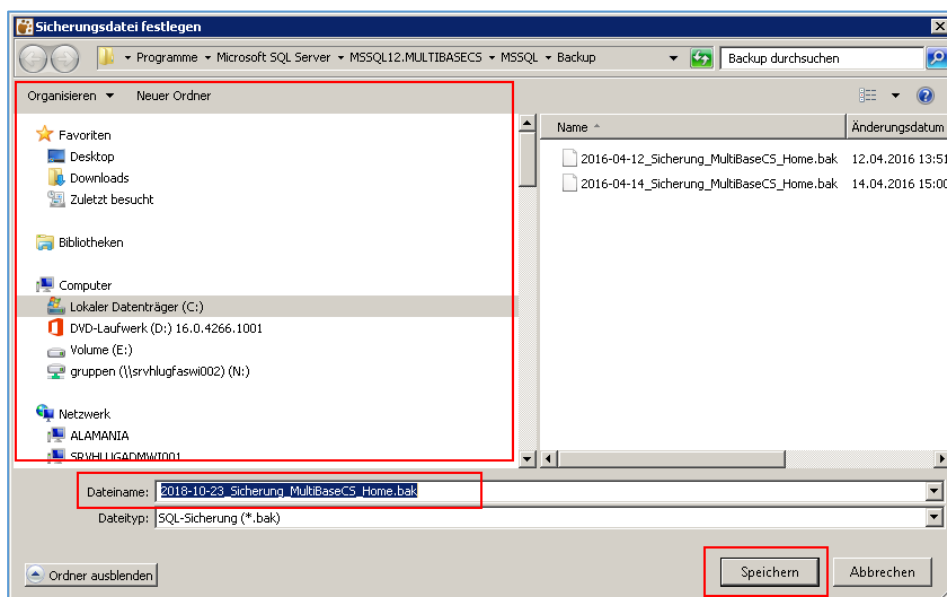 Sicherungsdatei festlegen
Programme Microsoft SQL Server MSSQL12.MULTIBASECS MSSQL Backup Backup durchsuchen
Organisieren Neuer Ordner
Favoriten
Desktop
Downloads
Zuletzt besucht
Bibliotheken
Computer
Lokaler Datenträger (C:)
DVD-Laufwerk (D:) 16.0.4266.1001
Volume (E:)
gruppen (\\srvhlugfaswi002) (N:)
Netzwerk
ALAMANIA
SRVHLUGADMWI001
Name Änderungsdatum
2016-04-12_Sicherung_MultiBaseCS_Home.bak 12.04.2016 13:51
2016-04-14_Sicherung_MultiBaseCS_Home.bak 14.04.2016 15:00
Dateiname: 2018-10-23_Sicherung_MultiBaseCS_Home.bak
Dateityp: SQL-Sicherung (*.bak)
Ordner ausblenden Speichern Abbrechen